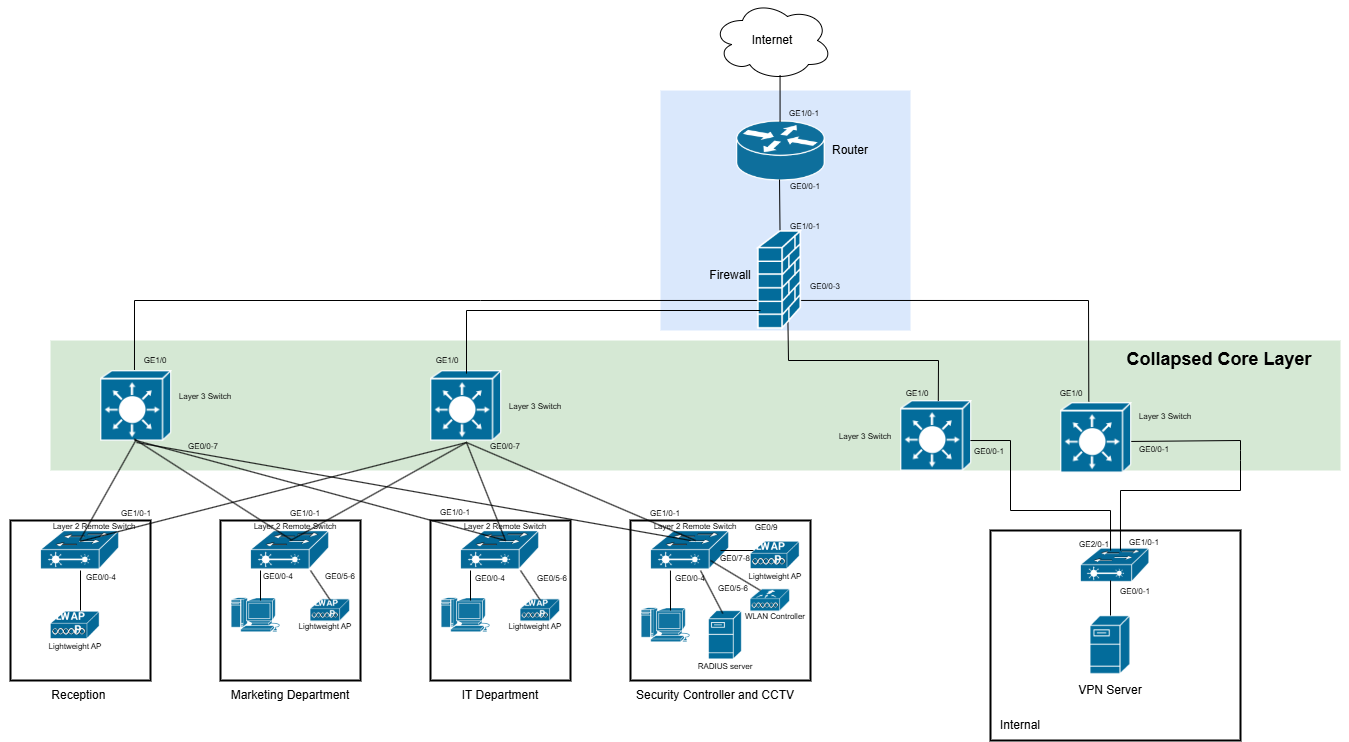 Internet
GE1/0-1
Router
GE0/0-1
GE1/0-1
Firewall
GE0/0-3
Collapsed Core Layer
GE1/0
GE1/0
GE1/0
GE1/0
Layer 3 Switch
Layer 3 Switch
Layer 3 Switch
Layer 3 Switch
GE0/0-7
GE0/0-7
GE0/0-1
GE0/0-1
GE1/0-1
GE1/0-1
GE1/0-1
GE1/0-1
Layer 2 Remote Switch
Layer 2 Remote Switch
Layer 2 Remote Switch
Layer 2 Remote Switch
GE0/9
GE2/0-1
GE1/0-1
LWAPP
GE0/7-8
Lightweight AP
GE0/0-4
GE0/0-4
GE0/5-6
GE0/0-4
GE0/5-6
GE0/0-4
GE0/5-6
GE0/0-1
LWAPP
LWAPP
LWAPP
WLAN Controller
Lightweight AP
Lightweight AP
Lightweight AP
RADIUS server
Reception
Marketing Department
IT Department
Security Controller and CCTV
VPN Server
Internal